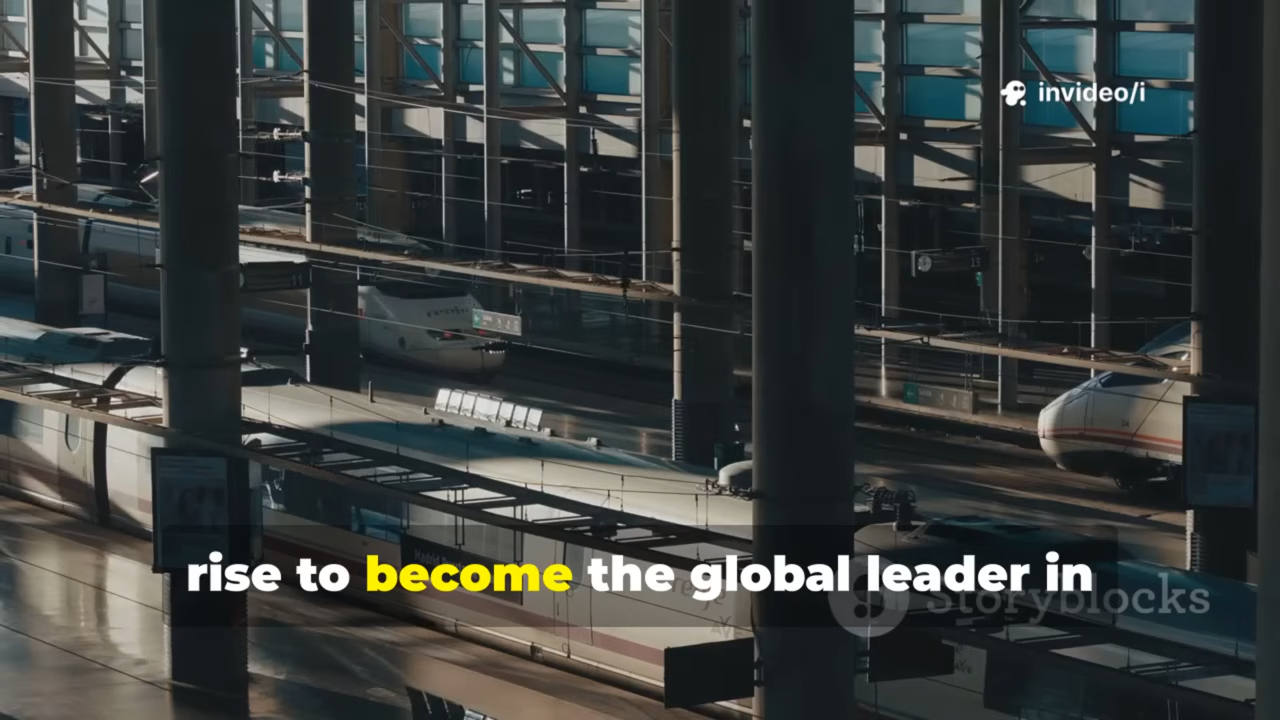 invideo/i
rise to become the global leader in
Storyblocks